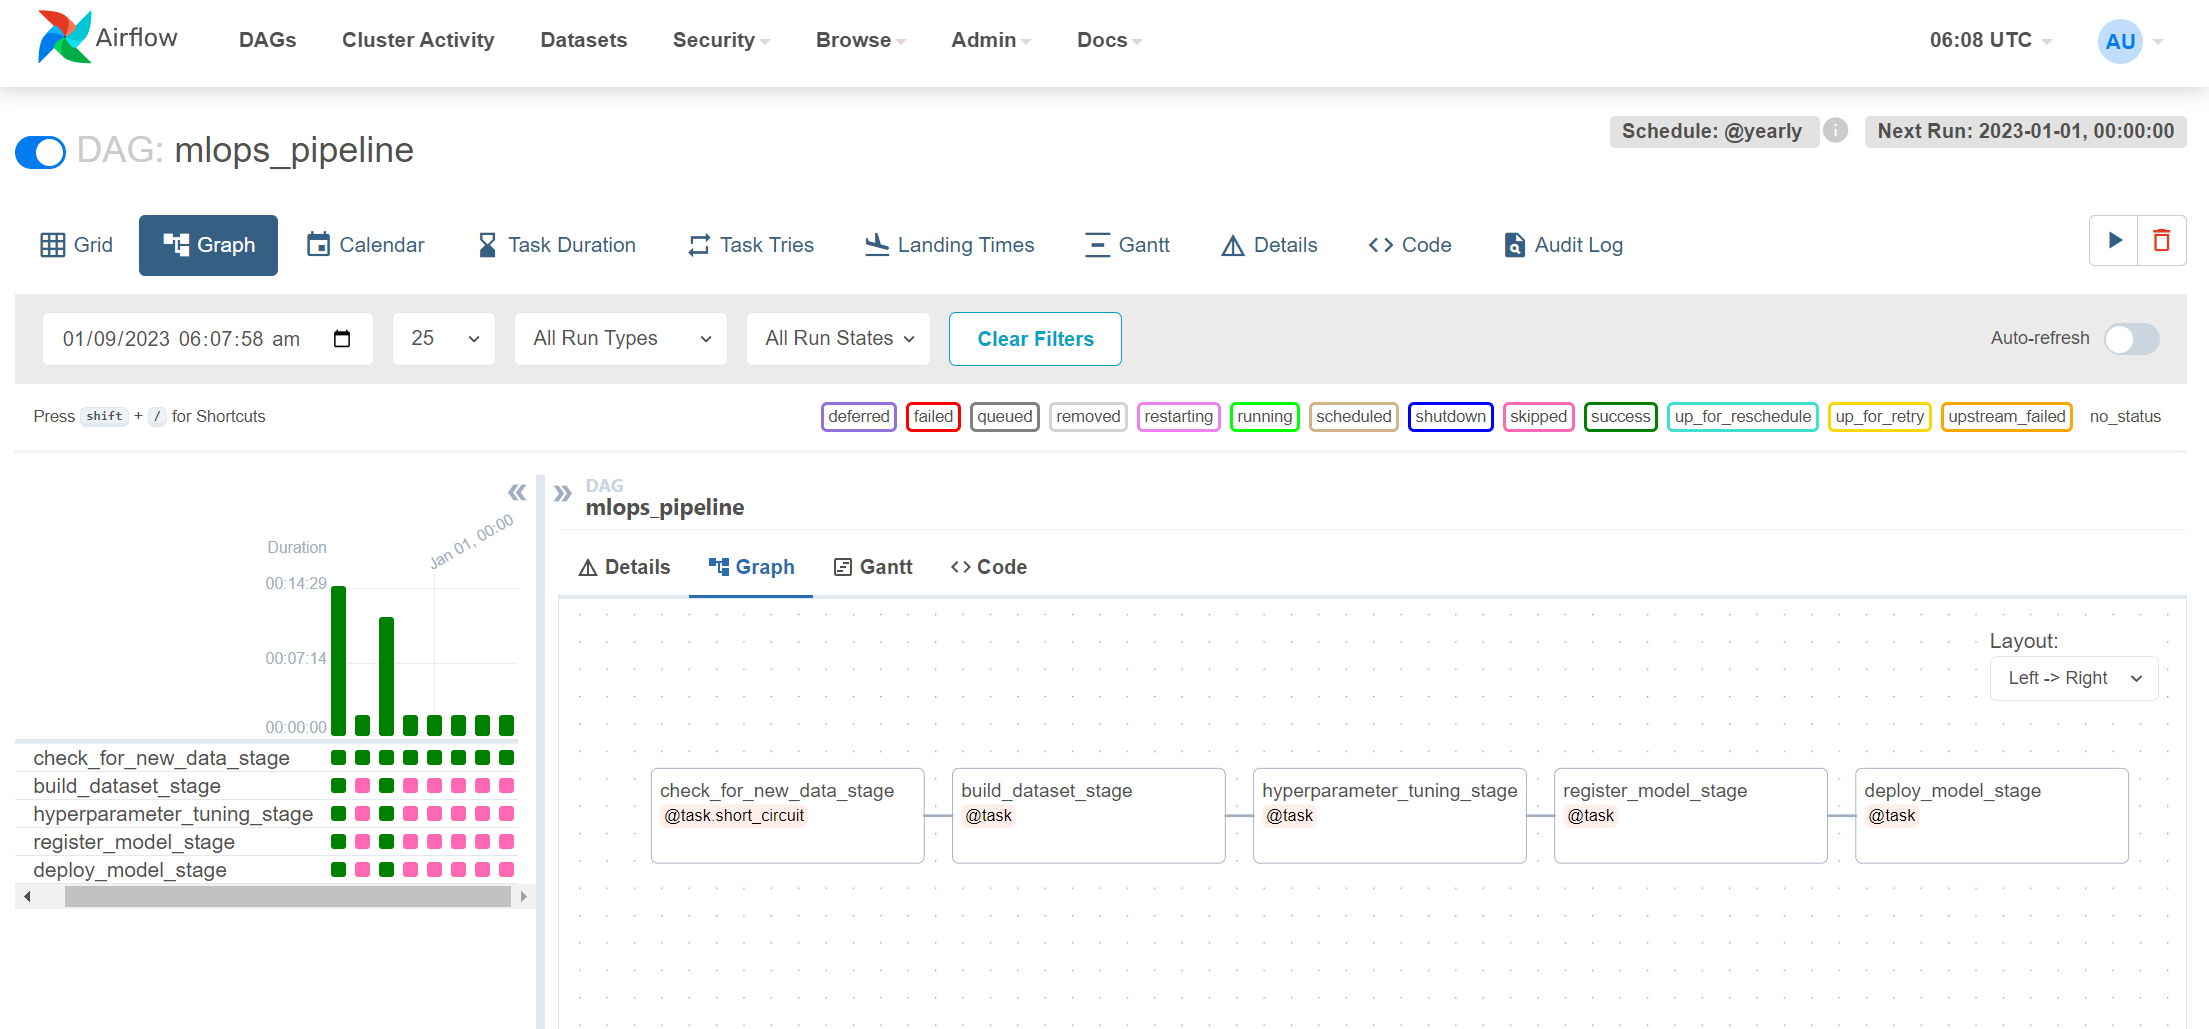 Airflow DAGs Cluster Activity Datasets Security Browse Admin Docs 06:08 UTC AU
DAG: mlops_pipeline
Schedule: @yearly i Next Run: 2023-01-01, 00:00:00
Grid Graph Calendar Task Duration Task Tries Landing Times Gantt Details Code Audit Log
01/09/2023 06:07:58 am 25 All Run Types All Run States Clear Filters Auto-refresh
Press shift + / for Shortcuts deferred failed queued removed restarting running scheduled shutdown skipped success up_for_reschedule up_for_retry upstream_failed no_status
Duration
Jan 01, 00:00
00:14:29
00:07:14
00:00:00
check_for_new_data_stage
build_dataset_stage
hyperparameter_tuning_stage
register_model_stage
deploy_model_stage
DAG
mlops_pipeline
Details Graph Gantt Code
Layout:
Left -> Right
check_for_new_data_stage
@task.short_circuit
build_dataset_stage
@task
hyperparameter_tuning_stage
@task
register_model_stage
@task
deploy_model_stage
@task